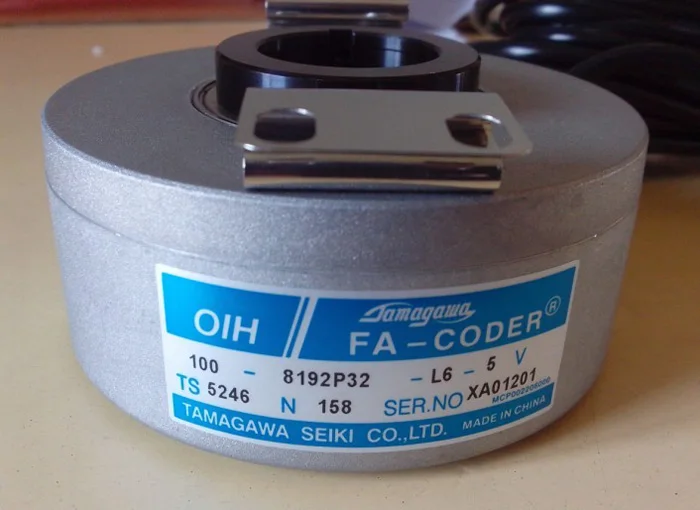 OIH
Tamagawa®
FA-CODER
100 - 8192P32 - L6 - 5 V
TS 5246 N 158 SER.NO XA01201
MCP002206006
TAMAGAWA SEIKI CO.,LTD. MADE IN CHINA